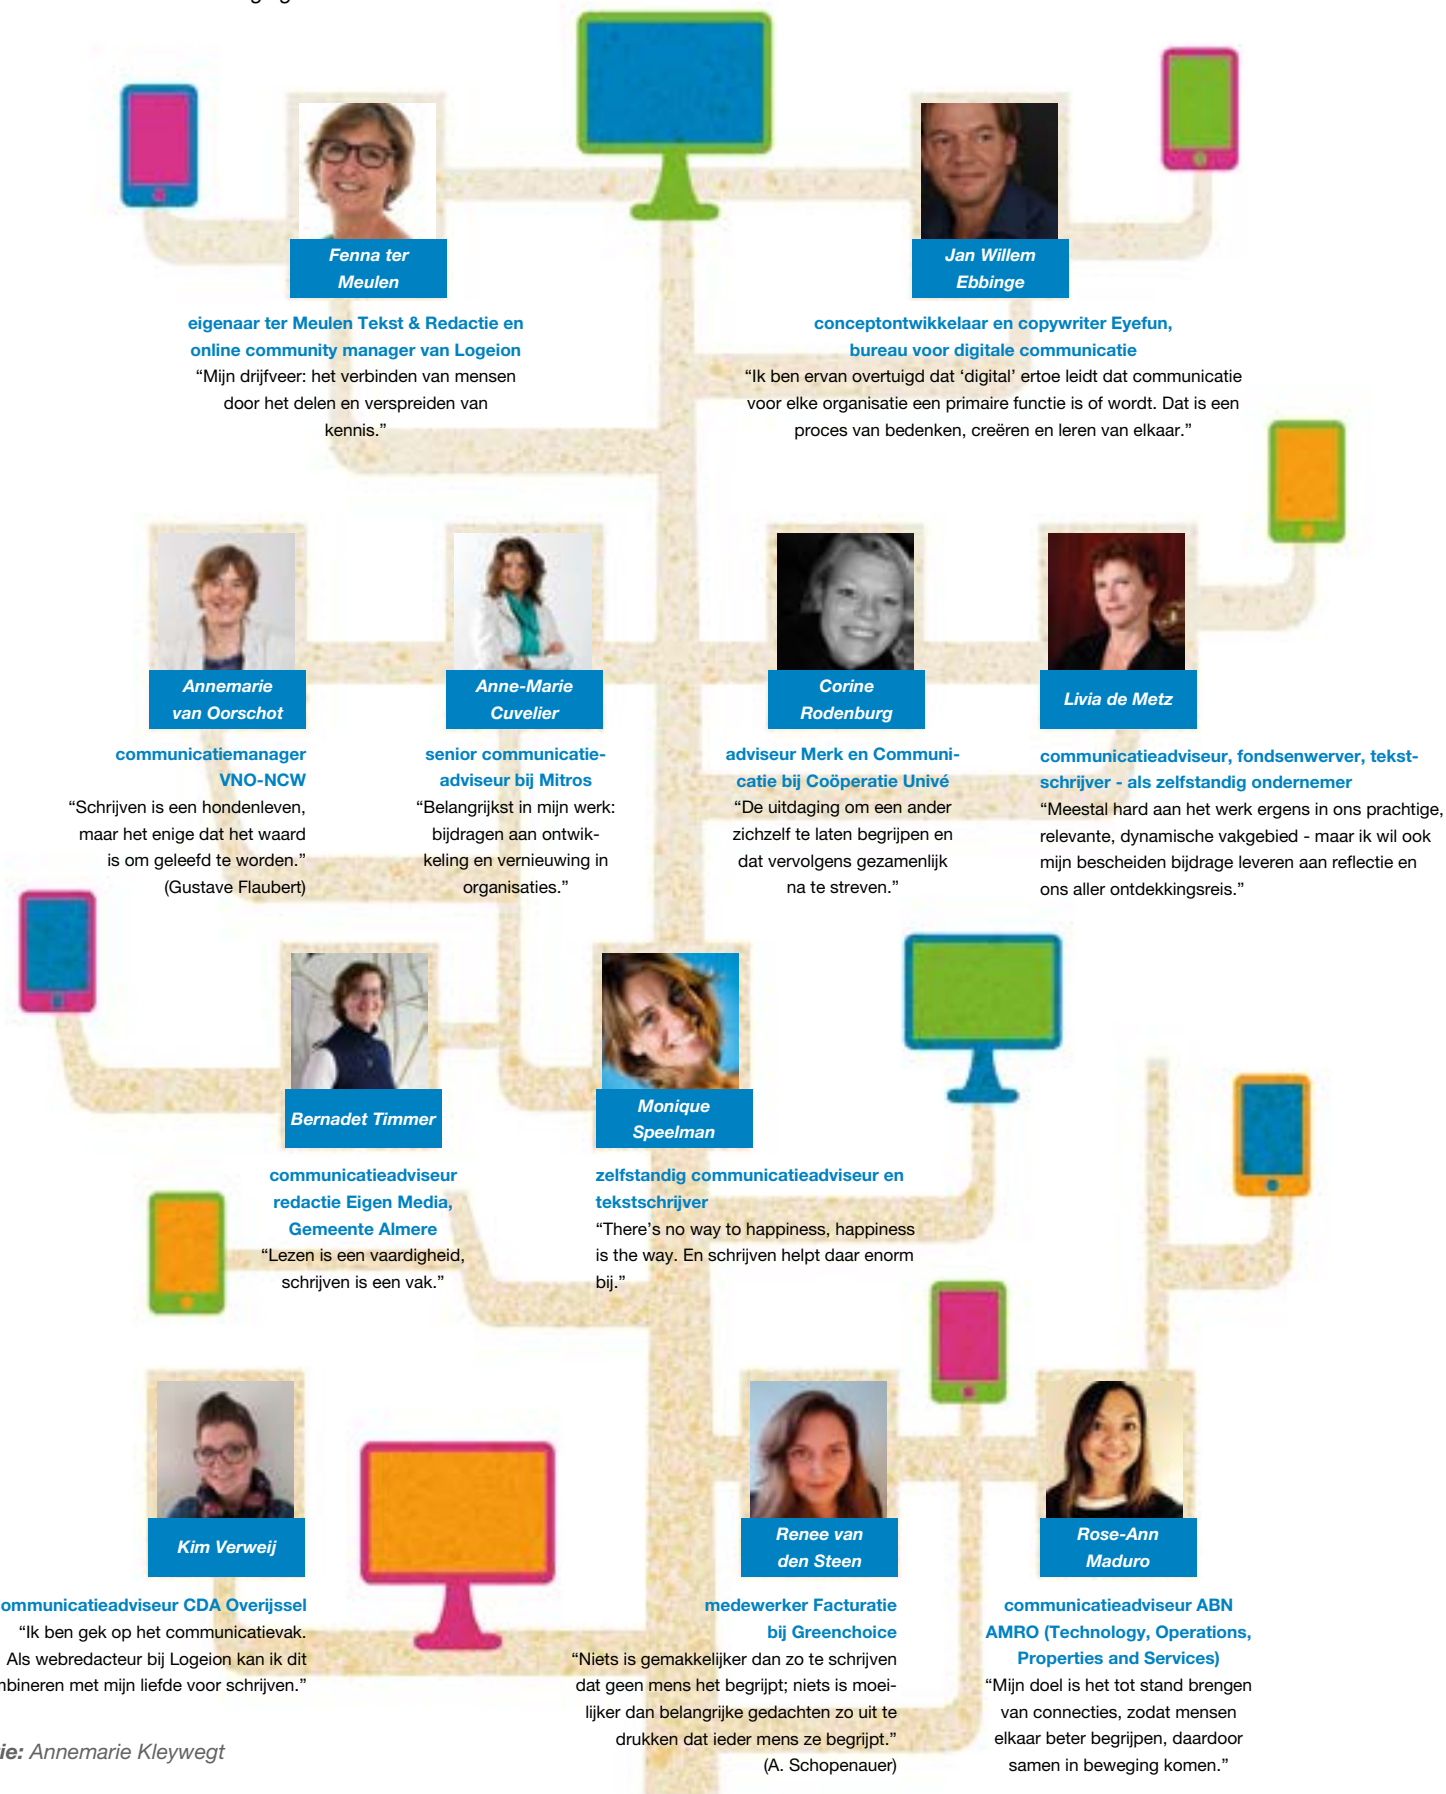 Fenna ter
Meulen
eigenaar ter Meulen Tekst & Redactie en
online community manager van Logeion
“Mijn drijfveer: het verbinden van mensen
door het delen en verspreiden van
kennis.”
Jan Willem
Ebbinge
conceptontwikkelaar en copywriter Eyefun,
bureau voor digitale communicatie
“Ik ben ervan overtuigd dat ‘digital’ ertoe leidt dat communicatie
voor elke organisatie een primaire functie is of wordt. Dat is een
proces van bedenken, creëren en leren van elkaar.”
Annemarie
van Oorschot
communicatiemanager
VNO-NCW
“Schrijven is een hondenleven,
maar het enige dat het waard
is om geleefd te worden.”
(Gustave Flaubert)
Anne-Marie
Cuvelier
senior communicatie-
adviseur bij Mitros
“Belangrijkst in mijn werk:
bijdragen aan ontwik-
keling en vernieuwing in
organisaties.”
Corine
Rodenburg
adviseur Merk en Communi-
catie bij Coöperatie Univé
“De uitdaging om een ander
zichzelf te laten begrijpen en
dat vervolgens gezamenlijk
na te streven.”
Livia de Metz
communicatieadviseur, fondsenwerver, tekst-
schrijver - als zelfstandig ondernemer
“Meestal hard aan het werk ergens in ons prachtige,
relevante, dynamische vakgebied - maar ik wil ook
mijn bescheiden bijdrage leveren aan reflectie en
ons aller ontdekkingsreis.”
Bernadet Timmer
communicatieadviseur
redactie Eigen Media,
Gemeente Almere
“Lezen is een vaardigheid,
schrijven is een vak.”
Monique
Speelman
zelfstandig communicatieadviseur en
tekstschrijver
“There’s no way to happiness, happiness
is the way. En schrijven helpt daar enorm
bij.”
Kim Verweij
ommunicatieadviseur CDA Overijssel
“Ik ben gek op het communicatievak.
Als webredacteur bij Logeion kan ik dit
mbineren met mijn liefde voor schrijven.”
Renee van
den Steen
medewerker Facturatie
bij Greenchoice
“Niets is gemakkelijker dan zo te schrijven
dat geen mens het begrijpt; niets is moei-
lijker dan belangrijke gedachten zo uit te
drukken dat ieder mens ze begrijpt.”
(A. Schopenauer)
Rose-Ann
Maduro
communicatieadviseur ABN
AMRO (Technology, Operations,
Properties and Services)
“Mijn doel is het tot stand brengen
van connecties, zodat mensen
elkaar beter begrijpen, daardoor
samen in beweging komen.”
ie: Annemarie Kleywegt